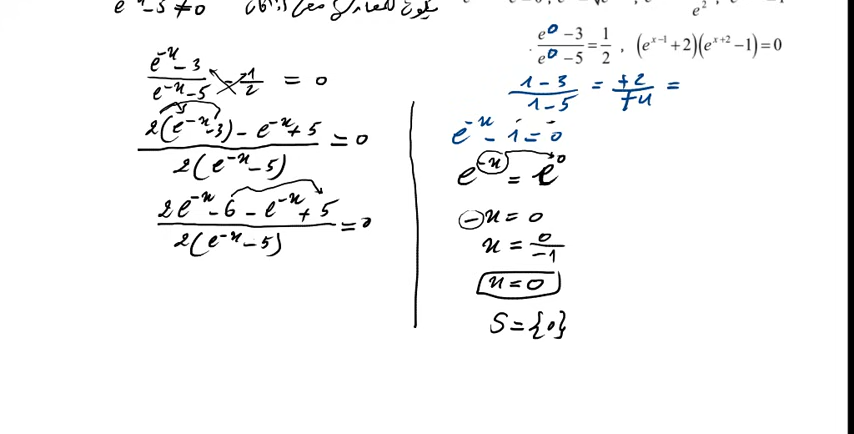 e^-x - 3 ≠ 0
e^0 - 3 / e^0 - 5 = 1/2 , (e^(x-1) + 2)(e^(x+2) - 1) = 0
e^-x - 3 / e^-x - 5 - 1/2 = 0
2(e^-x - 3) - e^-x + 5 / 2(e^-x - 5) = 0
2e^-x - 6 - e^-x + 5 / 2(e^-x - 5) = 0
1 - 3 / 1 - 5 = +2 / +4 =
e^-x - 1 = 0
e^-x = e^0
-x = 0
x = 0 / -1
x = 0
S = {0}